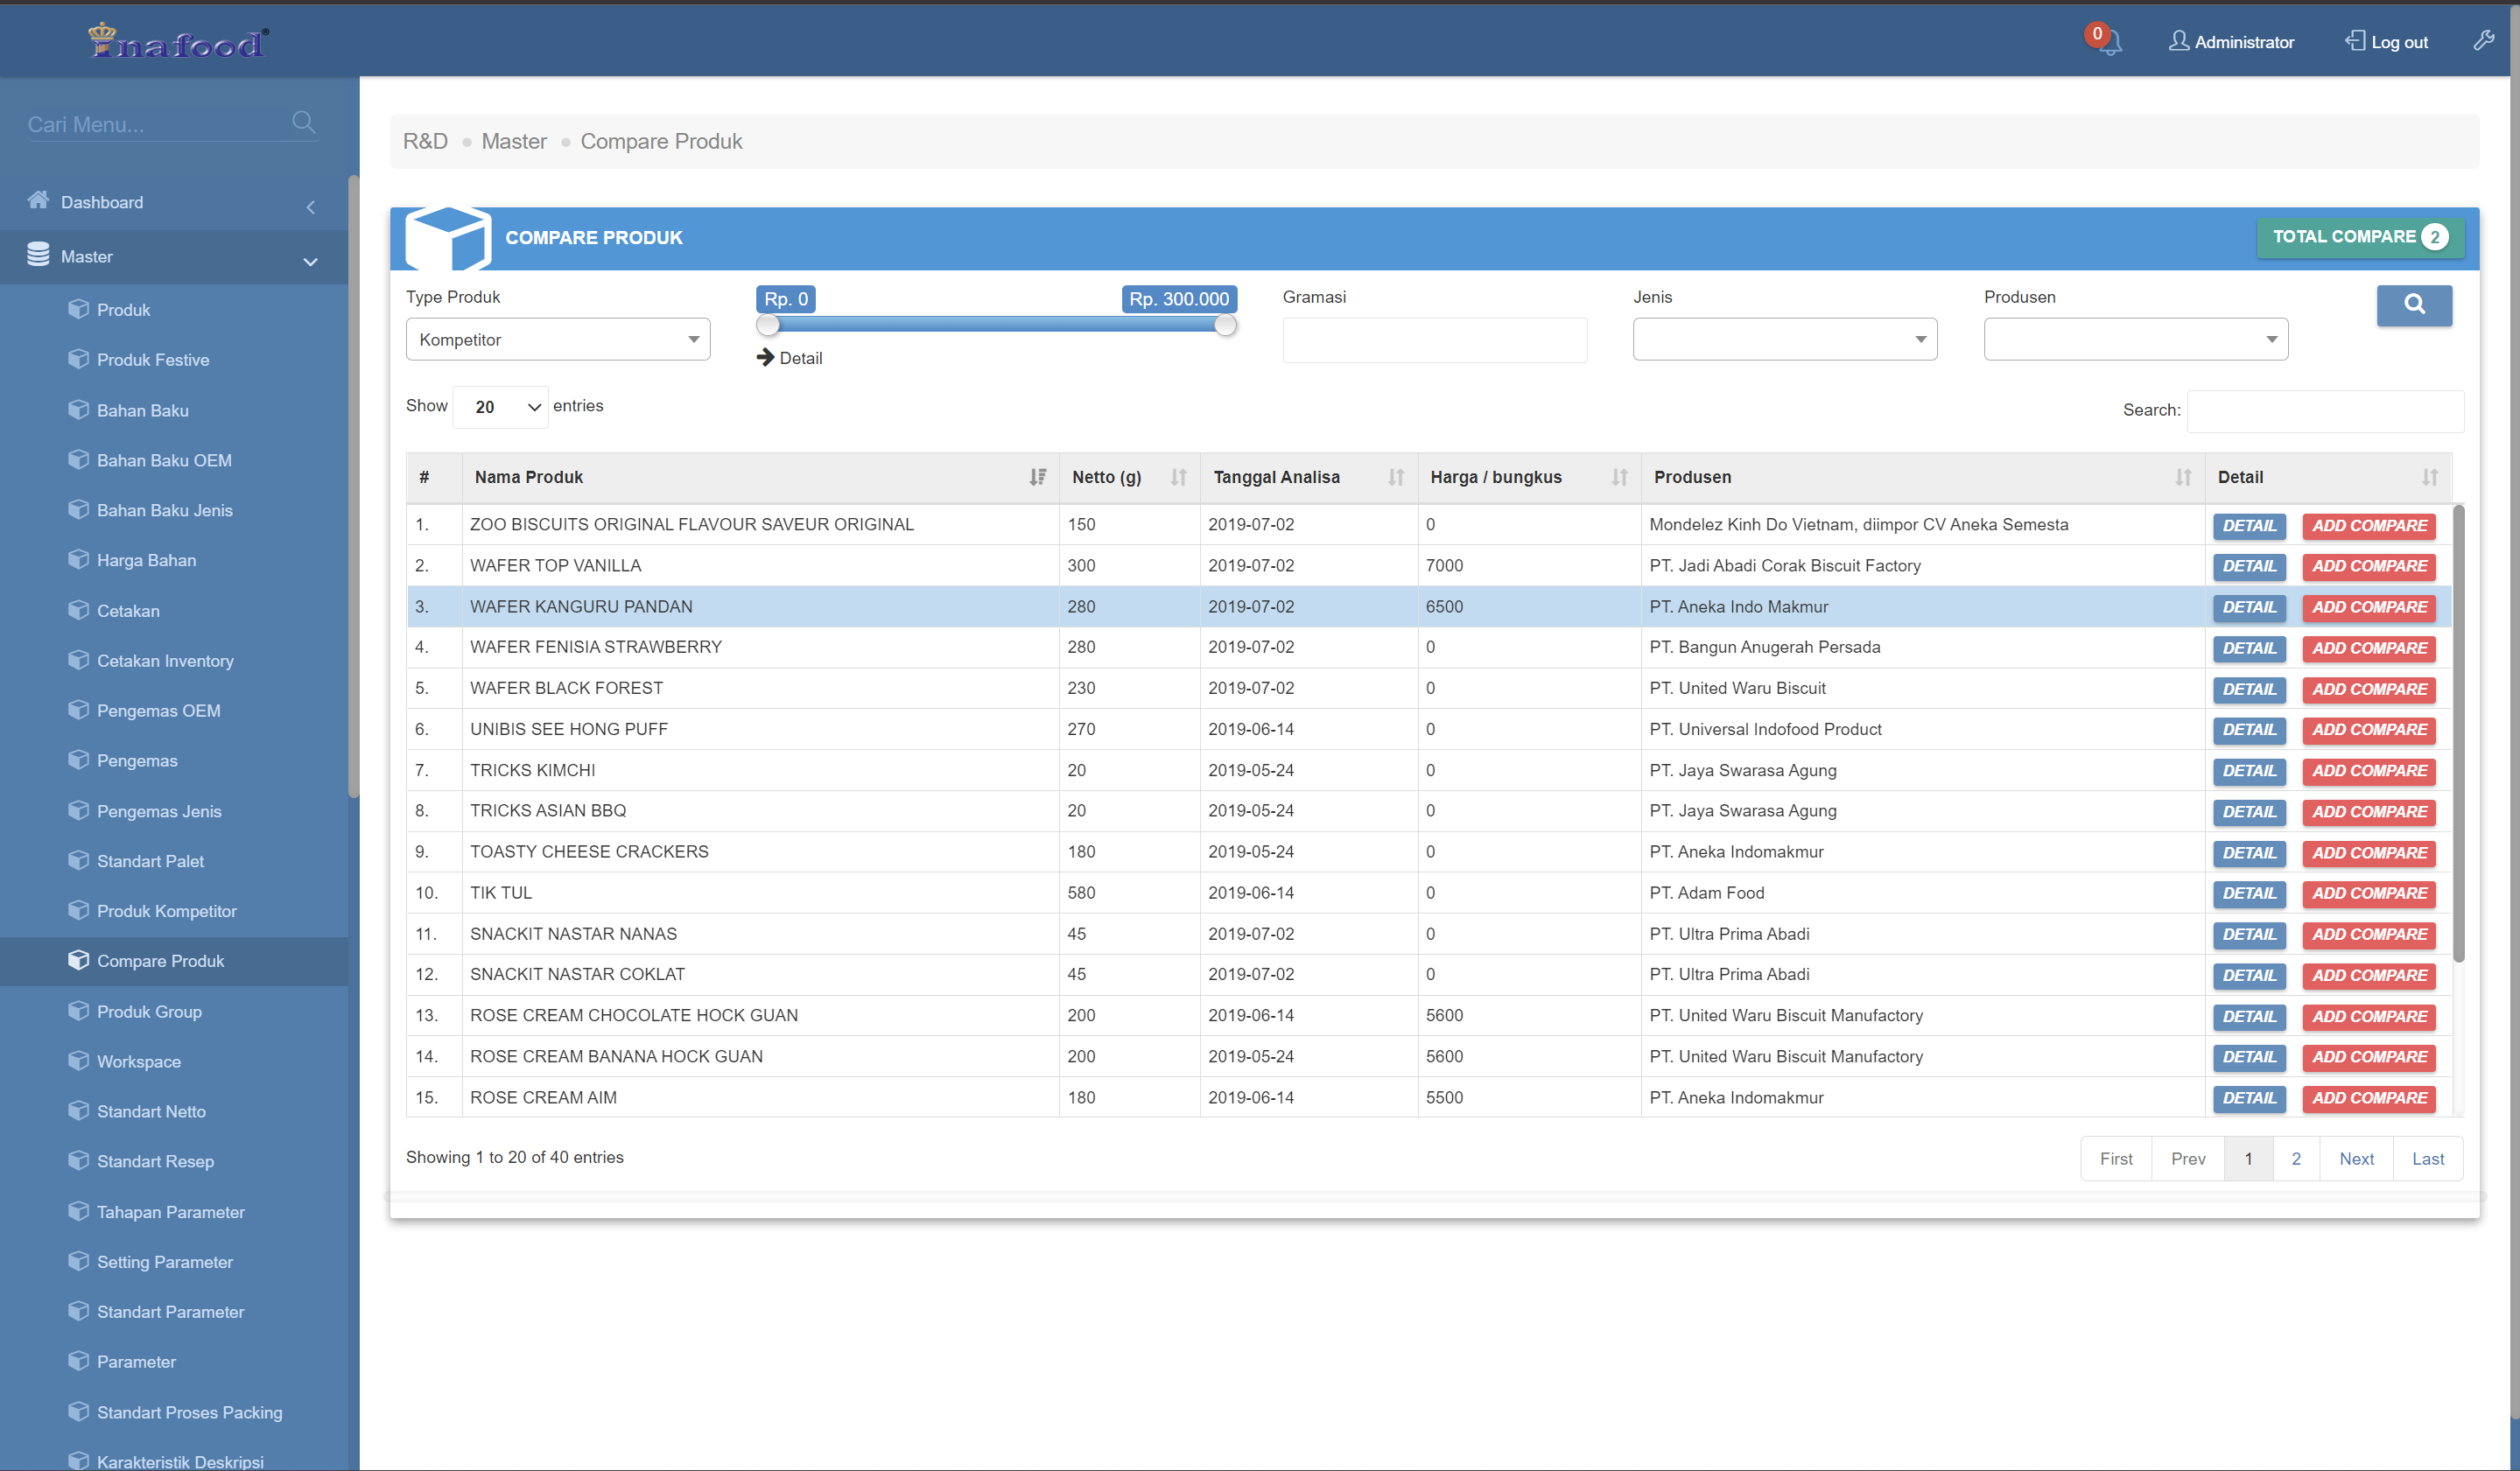 Inafood
0
Administrator
Log out
Cari Menu...
Dashboard
Master
Produk
Produk Festive
Bahan Baku
Bahan Baku OEM
Bahan Baku Jenis
Harga Bahan
Cetakan
Cetakan Inventory
Pengemas OEM
Pengemas
Pengemas Jenis
Standart Palet
Produk Kompetitor
Compare Produk
Produk Group
Workspace
Standart Netto
Standart Resep
Tahapan Parameter
Setting Parameter
Standart Parameter
Parameter
Standart Proses Packing
Karakteristik Deskripsi
R&D Master Compare Produk
COMPARE PRODUK
TOTAL COMPARE 2
Type Produk
Kompetitor
Rp. 0 Rp. 300.000
Detail
Gramasi
Jenis
Produsen
Show 20 entries
Search:
# Nama Produk Netto (g) Tanggal Analisa Harga / bungkus Produsen Detail
1. ZOO BISCUITS ORIGINAL FLAVOUR SAVEUR ORIGINAL 150 2019-07-02 0 Mondelez Kinh Do Vietnam, diimpor CV Aneka Semesta DETAIL ADD COMPARE
2. WAFER TOP VANILLA 300 2019-07-02 7000 PT. Jadi Abadi Corak Biscuit Factory DETAIL ADD COMPARE
3. WAFER KANGURU PANDAN 280 2019-07-02 6500 PT. Aneka Indo Makmur DETAIL ADD COMPARE
4. WAFER FENISIA STRAWBERRY 280 2019-07-02 0 PT. Bangun Anugerah Persada DETAIL ADD COMPARE
5. WAFER BLACK FOREST 230 2019-07-02 0 PT. United Waru Biscuit DETAIL ADD COMPARE
6. UNIBIS SEE HONG PUFF 270 2019-06-14 0 PT. Universal Indofood Product DETAIL ADD COMPARE
7. TRICKS KIMCHI 20 2019-05-24 0 PT. Jaya Swarasa Agung DETAIL ADD COMPARE
8. TRICKS ASIAN BBQ 20 2019-05-24 0 PT. Jaya Swarasa Agung DETAIL ADD COMPARE
9. TOASTY CHEESE CRACKERS 180 2019-05-24 0 PT. Aneka Indomakmur DETAIL ADD COMPARE
10. TIK TUL 580 2019-06-14 0 PT. Adam Food DETAIL ADD COMPARE
11. SNACKIT NASTAR NANAS 45 2019-07-02 0 PT. Ultra Prima Abadi DETAIL ADD COMPARE
12. SNACKIT NASTAR COKLAT 45 2019-07-02 0 PT. Ultra Prima Abadi DETAIL ADD COMPARE
13. ROSE CREAM CHOCOLATE HOCK GUAN 200 2019-06-14 5600 PT. United Waru Biscuit Manufactory DETAIL ADD COMPARE
14. ROSE CREAM BANANA HOCK GUAN 200 2019-05-24 5600 PT. United Waru Biscuit Manufactory DETAIL ADD COMPARE
15. ROSE CREAM AIM 180 2019-06-14 5500 PT. Aneka Indomakmur DETAIL ADD COMPARE
Showing 1 to 20 of 40 entries
First Prev 1 2 Next Last